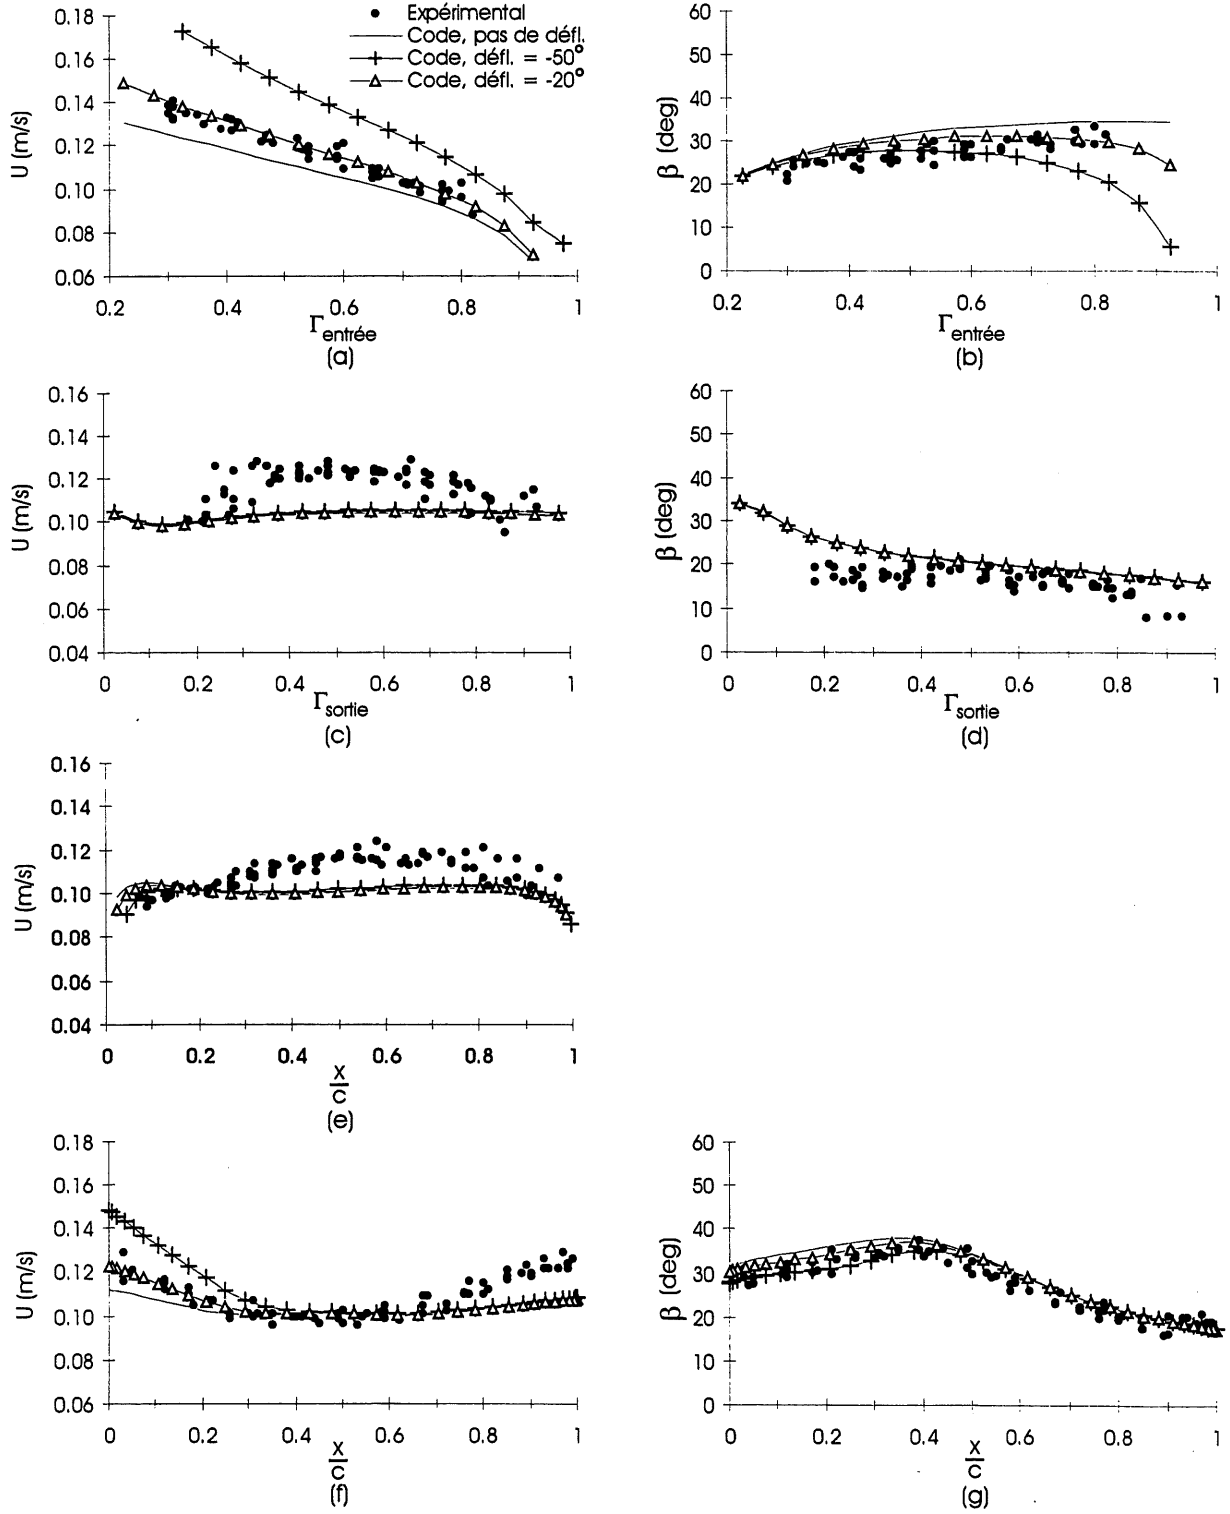 Expérimental
Code, pas de défl.
Code, défl. = -50°
Code, défl. = -20°
0.18
0.16
0.14
0.12
0.10
0.08
0.06
U (m/s)
0.2 0.4 0.6 0.8 1
Γentrée
(a)
60
50
40
30
20
10
0
β (deg)
0.2 0.4 0.6 0.8 1
Γentrée
(b)
0.16
0.14
0.12
0.10
0.08
0.06
0.04
U (m/s)
0 0.2 0.4 0.6 0.8 1
Γsortie
(c)
60
50
40
30
20
10
0
β (deg)
0 0.2 0.4 0.6 0.8 1
Γsortie
(d)
0.16
0.14
0.12
0.10
0.08
0.06
0.04
U (m/s)
0 0.2 0.4 0.6 0.8 1
x
c
(e)
0.18
0.16
0.14
0.12
0.10
0.08
0.06
U (m/s)
0 0.2 0.4 0.6 0.8 1
x
c
(f)
60
50
40
30
20
10
0
β (deg)
0 0.2 0.4 0.6 0.8 1
x
c
(g)